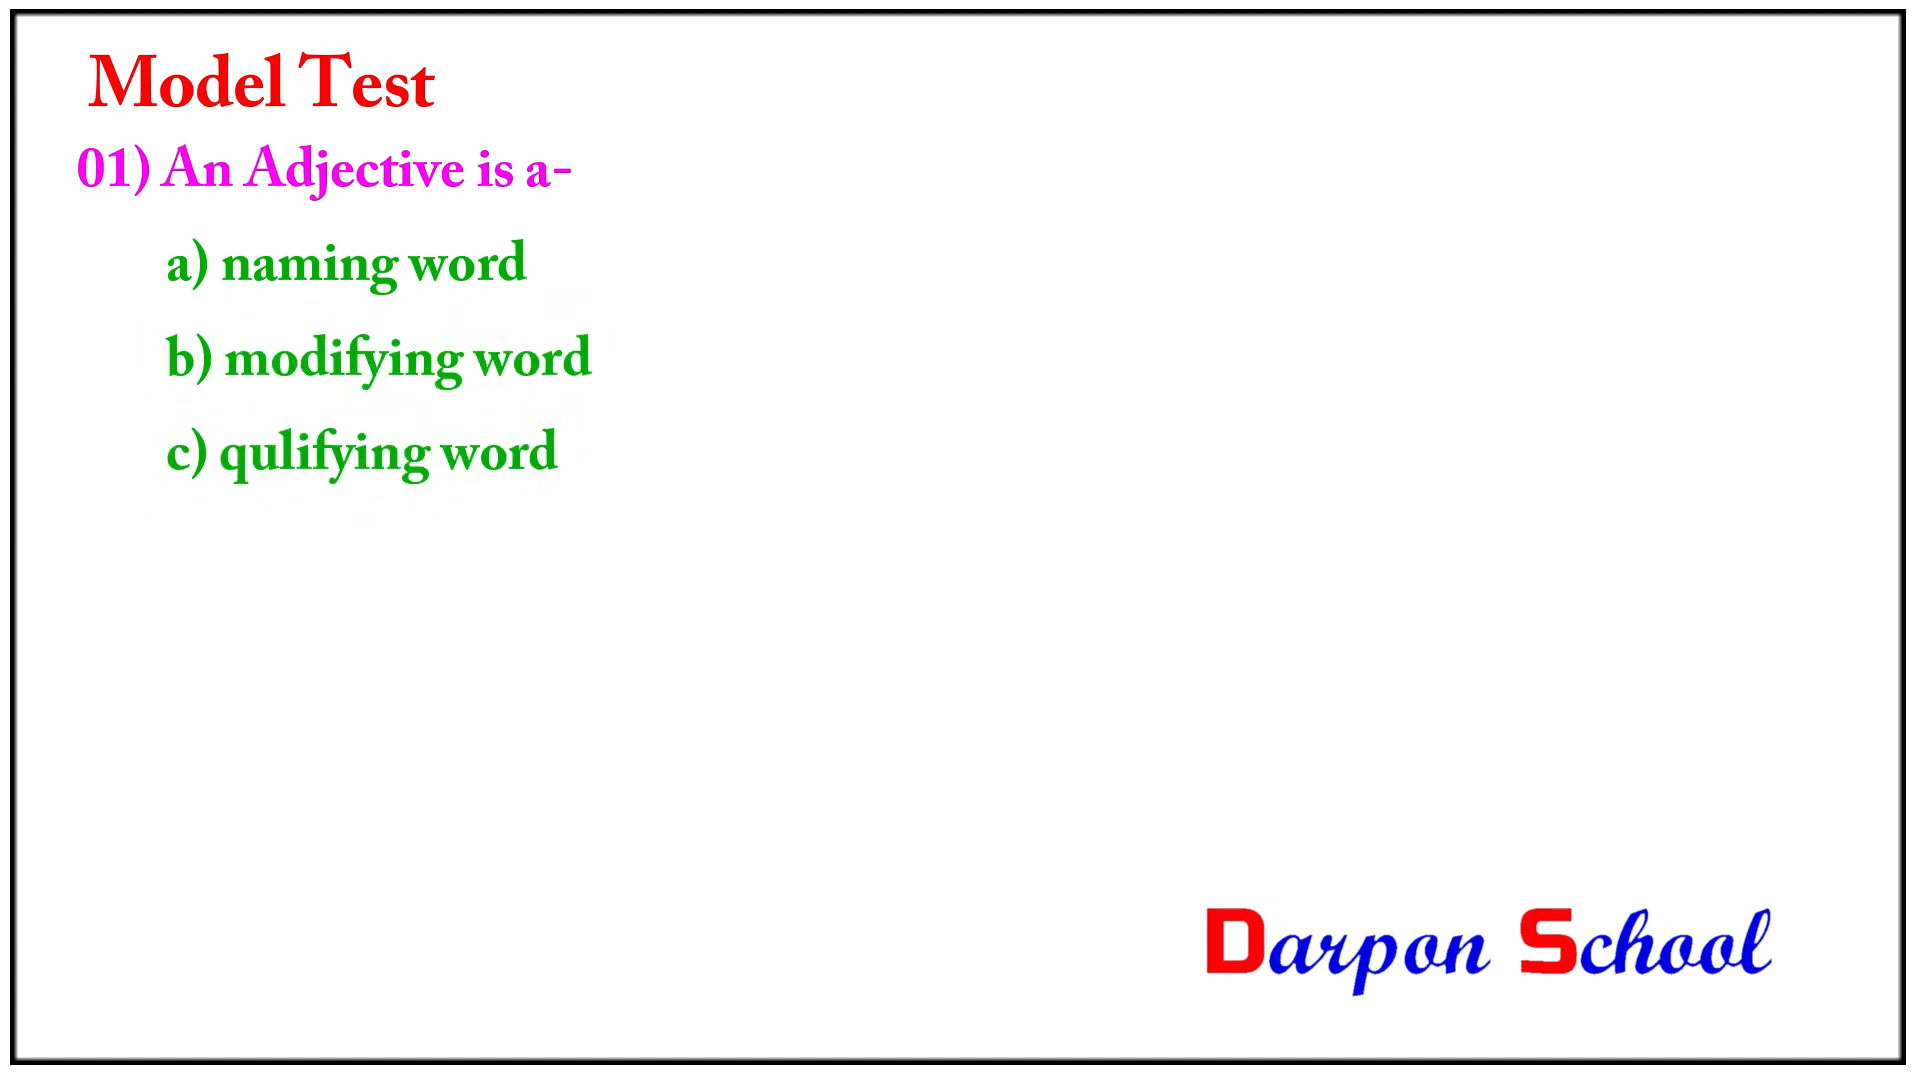 Model Test
01) An Adjective is a-
a) naming word
b) modifying word
c) qulifying word
Darpon School